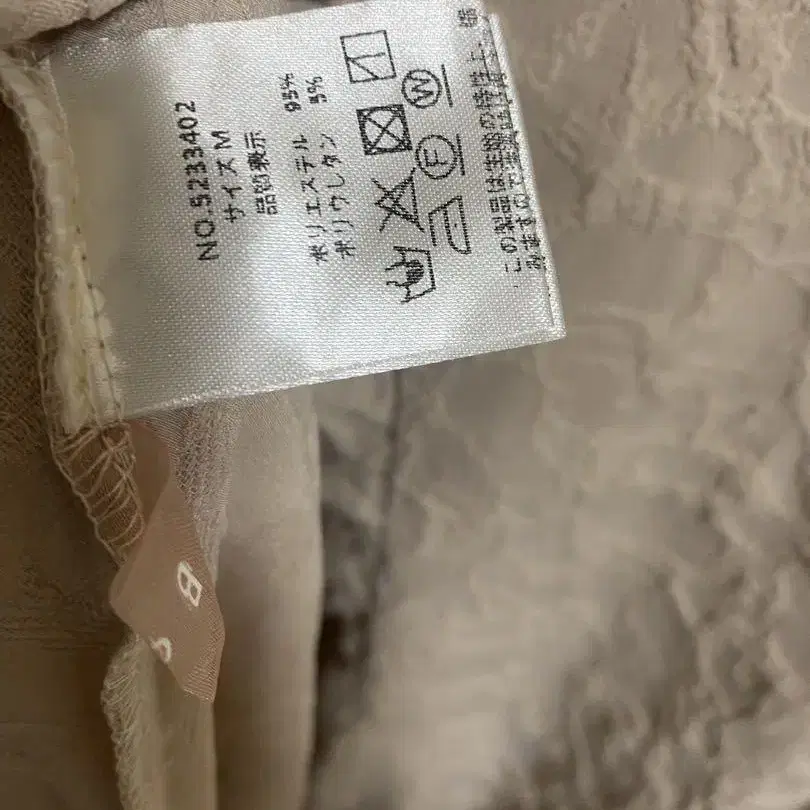 NO.5233402
サイズ M
品質表示
ポリエステル 95%
ポリウレタン 5%
F
W
この製品は生地の特性上、
B